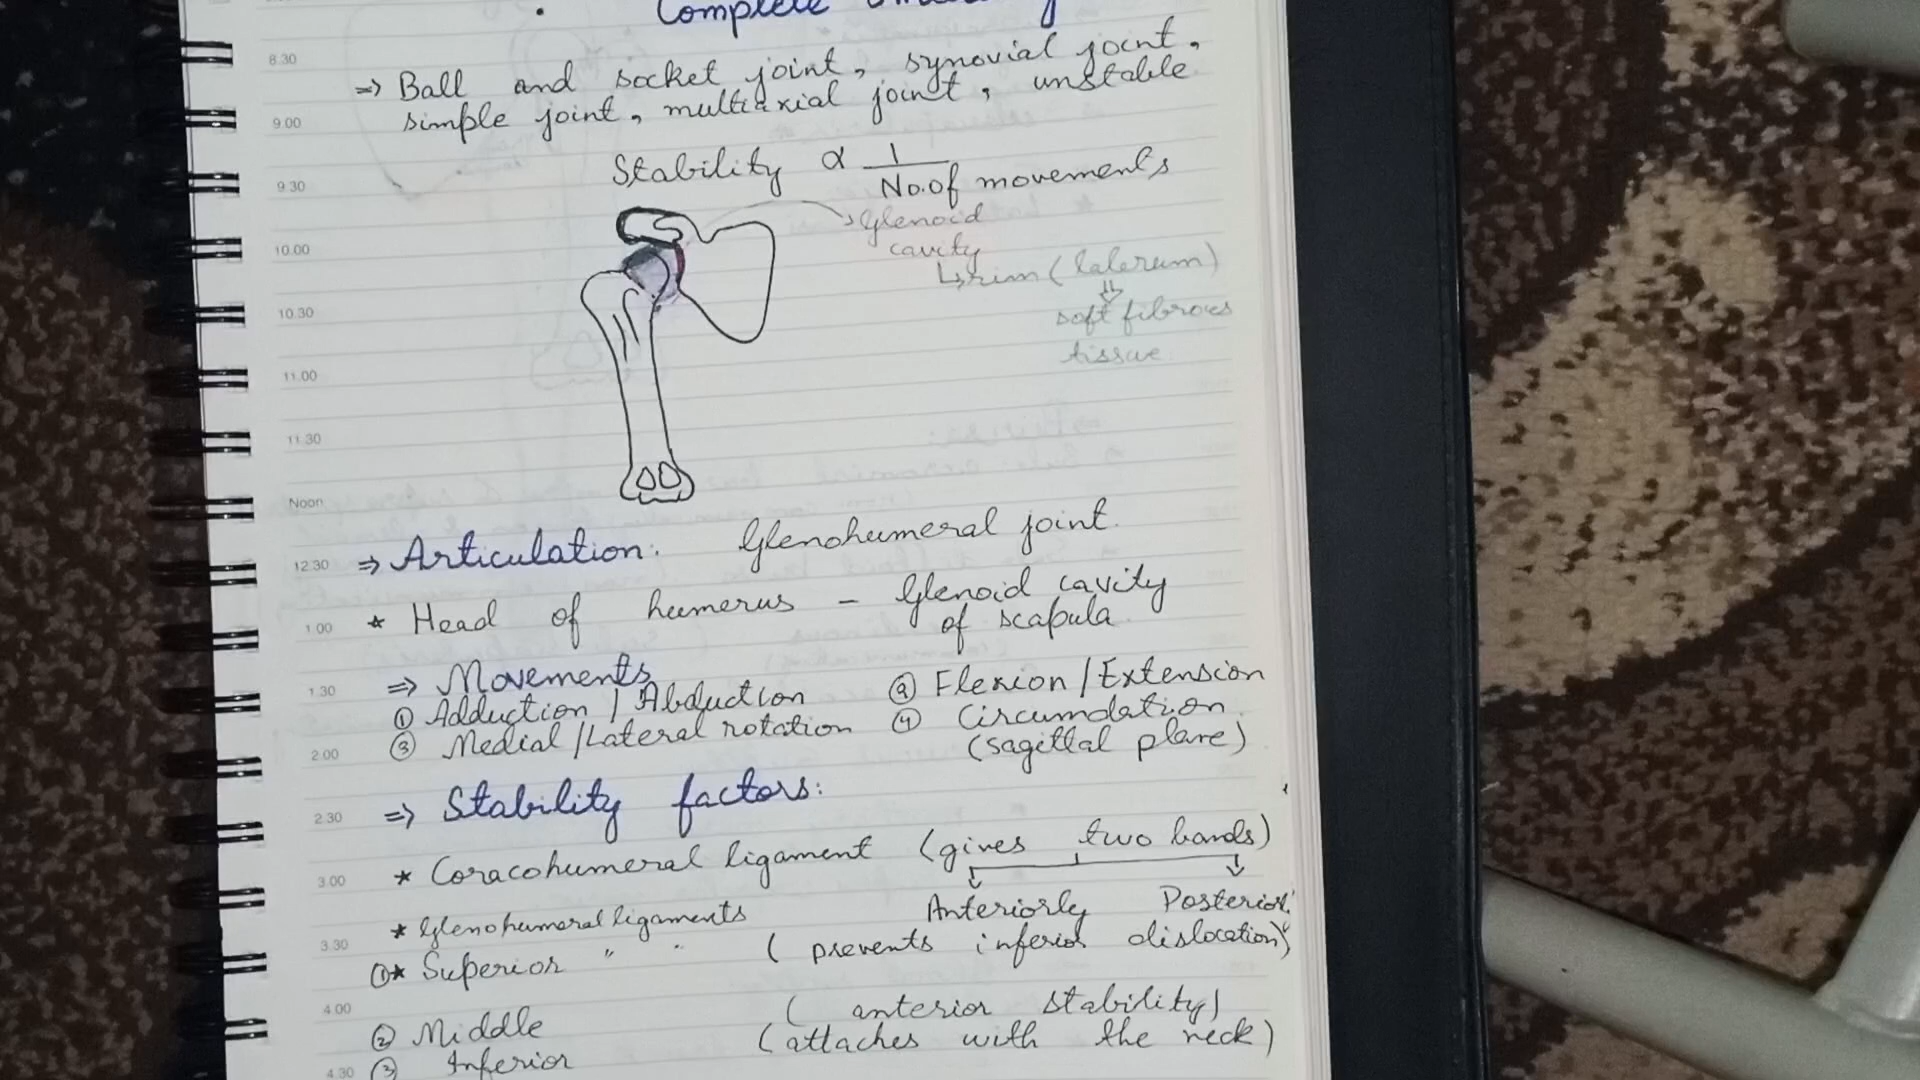 Complete
8.30
⇒ Ball and socket joint, synovial joint,
simple joint, multiaxial joint, unstable
9.00
Stability ∝ 1/No. of movements
9.30
Glenoid
cavity
10.00
↳ rim (laterum)
⇓
10.30
soft fibrous
tissue
11.00
11.30
Noon
⇒ Articulation: Glenohumeral joint.
12.30
* Head of humerus – Glenoid cavity
of scapula
1.00
⇒ Movements
1.30
① Adduction / Abduction ② Flexion / Extension
③ Medial / Lateral rotation ④ Circumdation
2.00
(sagittal plane)
⇒ Stability factors:
2.30
* Coracohumeral ligament (gives two bands)
3.00
Anteriorly Posterior
* Glenohumeral ligaments
3.30
①* Superior " " (prevents inferior dislocation)
4.00
② Middle (anterior stability)
③ Inferior (attaches with the neck)
4.30